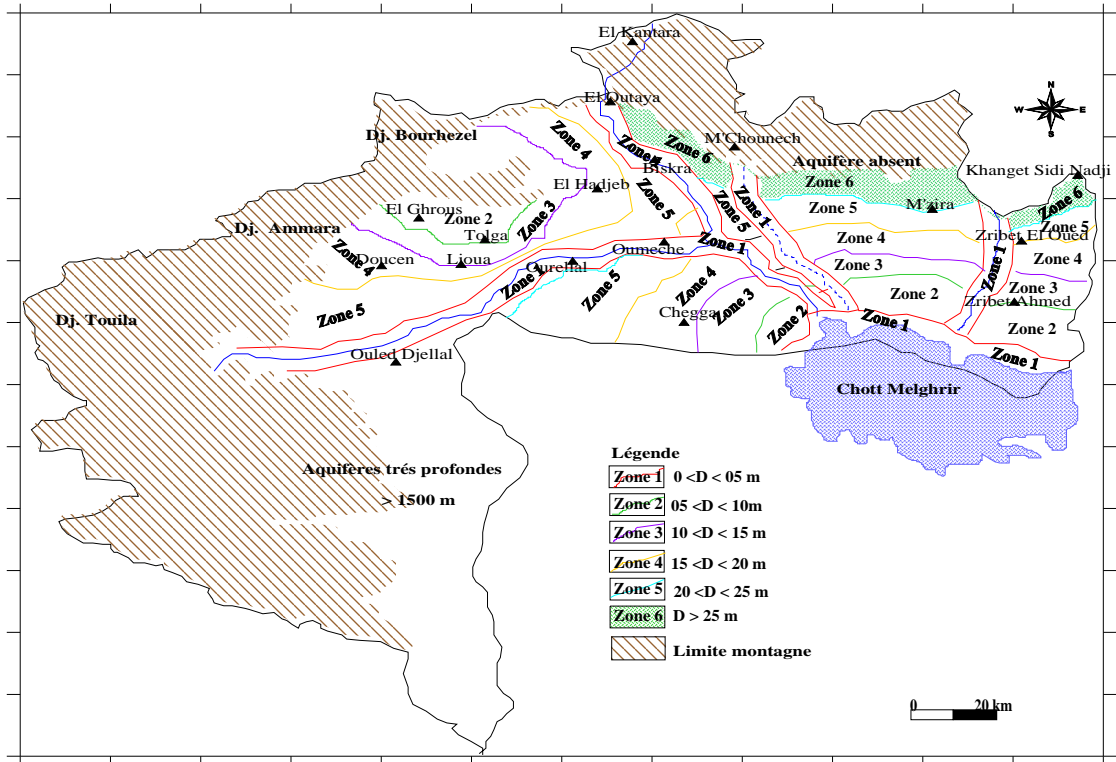 El Kantara
N
W E
S
El Outaya
Dj. Bourhezel
Zone 4
M'Chounech
Zone 6
Aquifère absent
Biskra
Khanget Sidi Nadji
Zone 6
El Hadjeb
Zone 5
Zone 1
Zone 6
M'zira
El Ghrous
Zone 2
Zone 3
Zone 5
Zone 5
Zone 5
Dj. Ammara
Tolga
Oumeche
Zone 1
Zone 4
Zribet El Oued
Zone 4
Doucen
Lioua
Ourellal
Zone 4
Zone 3
Zone 1
Zone 4
Zone 1
Zone 5
Zone 3
Zone 5
Zone 3
Zone 2
Zribet Ahmed
Dj. Touila
Chegga
Zone 2
Zone 1
Zone 2
Ouled Djellal
Zone 1
Chott Melghrir
Aquifères trés profondes
> 1500 m
Légende
Zone 1 0 <D < 05 m
Zone 2 05 <D < 10m
Zone 3 10 <D < 15 m
Zone 4 15 <D < 20 m
Zone 5 20 <D < 25 m
Zone 6 D > 25 m
Limite montagne
0 20 km